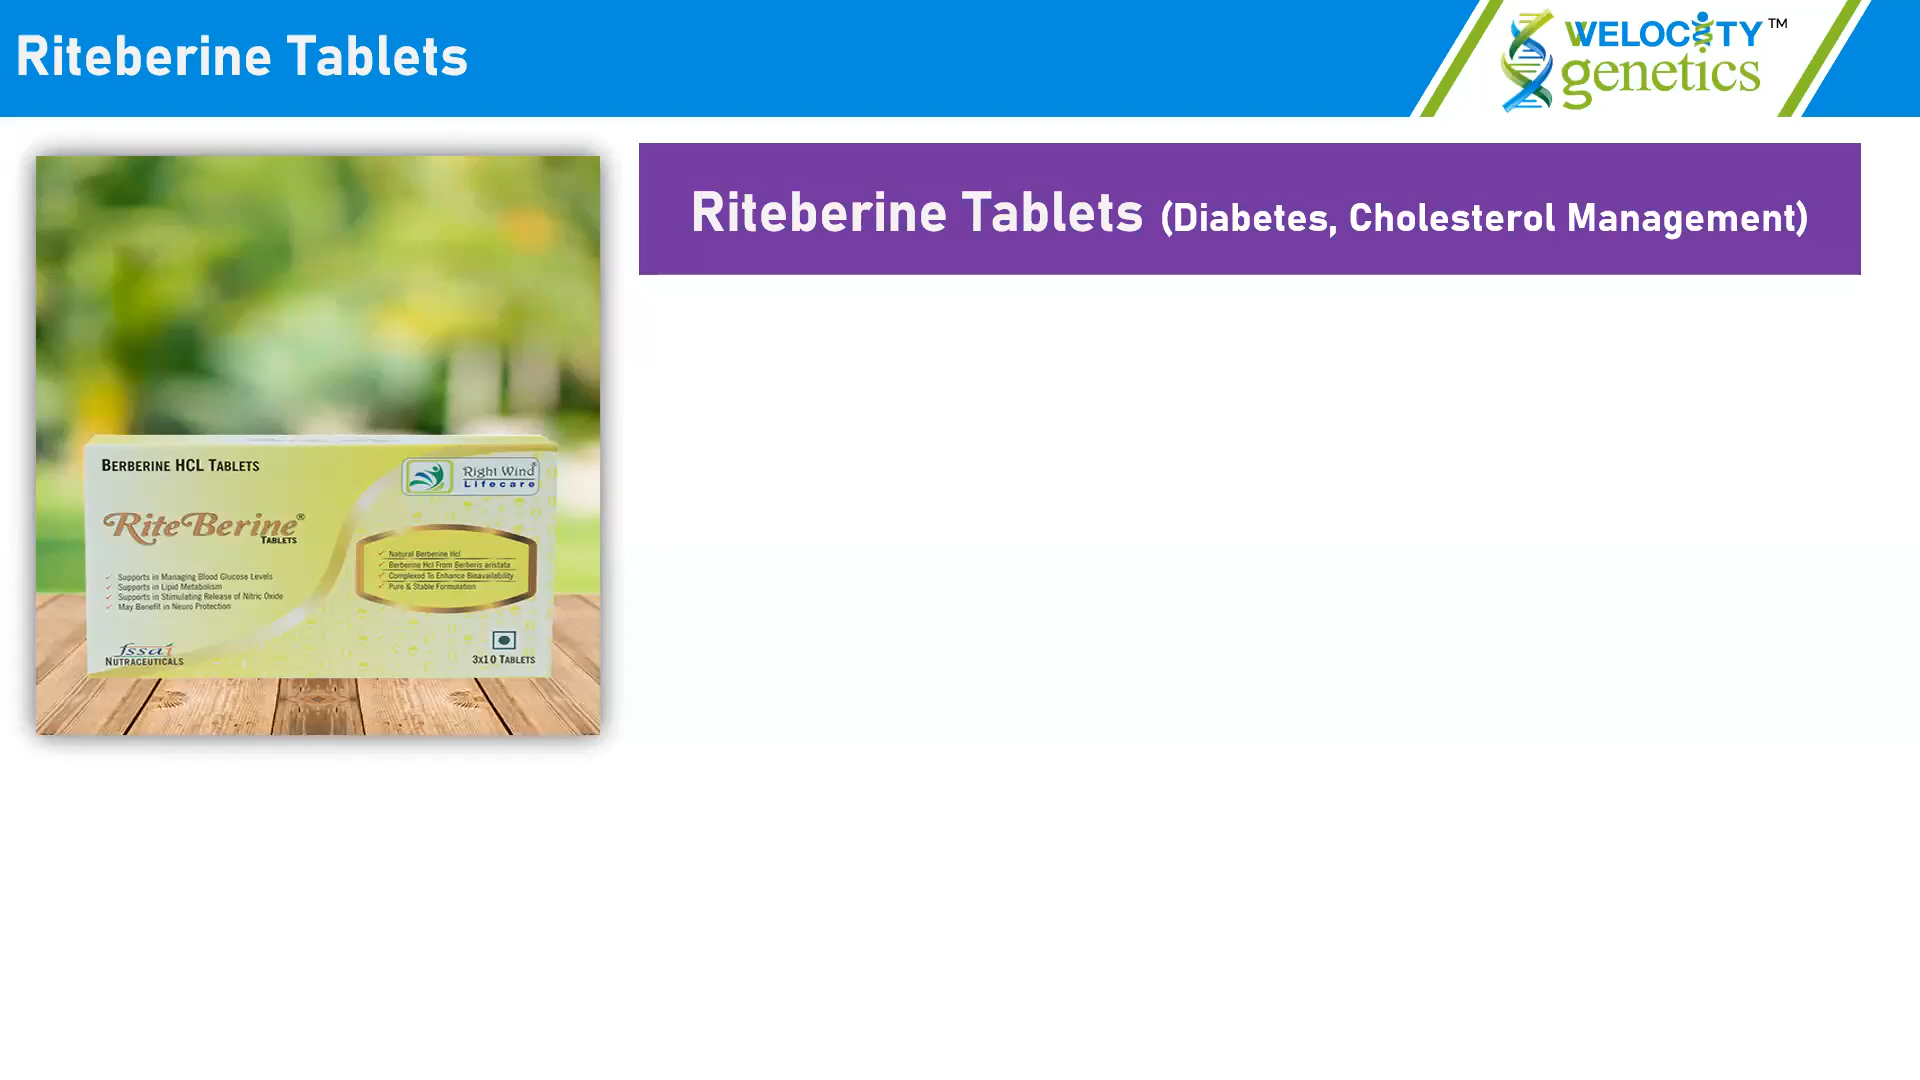 Riteberine Tablets
WELOCITY TM
genetics
Riteberine Tablets (Diabetes, Cholesterol Management)
BERBERINE HCL TABLETS
Right Wind®
Lifecare
RiteBerine®
TABLETS
✓ Natural Berberine Hcl
✓ Berberine Hcl From Berberis aristata
✓ Complexed To Enhance Bioavailability
✓ Pure & Stable Formulation
✓ Supports in Managing Blood Glucose Levels
✓ Supports in Lipid Metabolism
✓ Supports in Stimulating Release of Nitric Oxide
✓ May Benefit in Neuro Protection
fssai
NUTRACEUTICALS
3x10 TABLETS